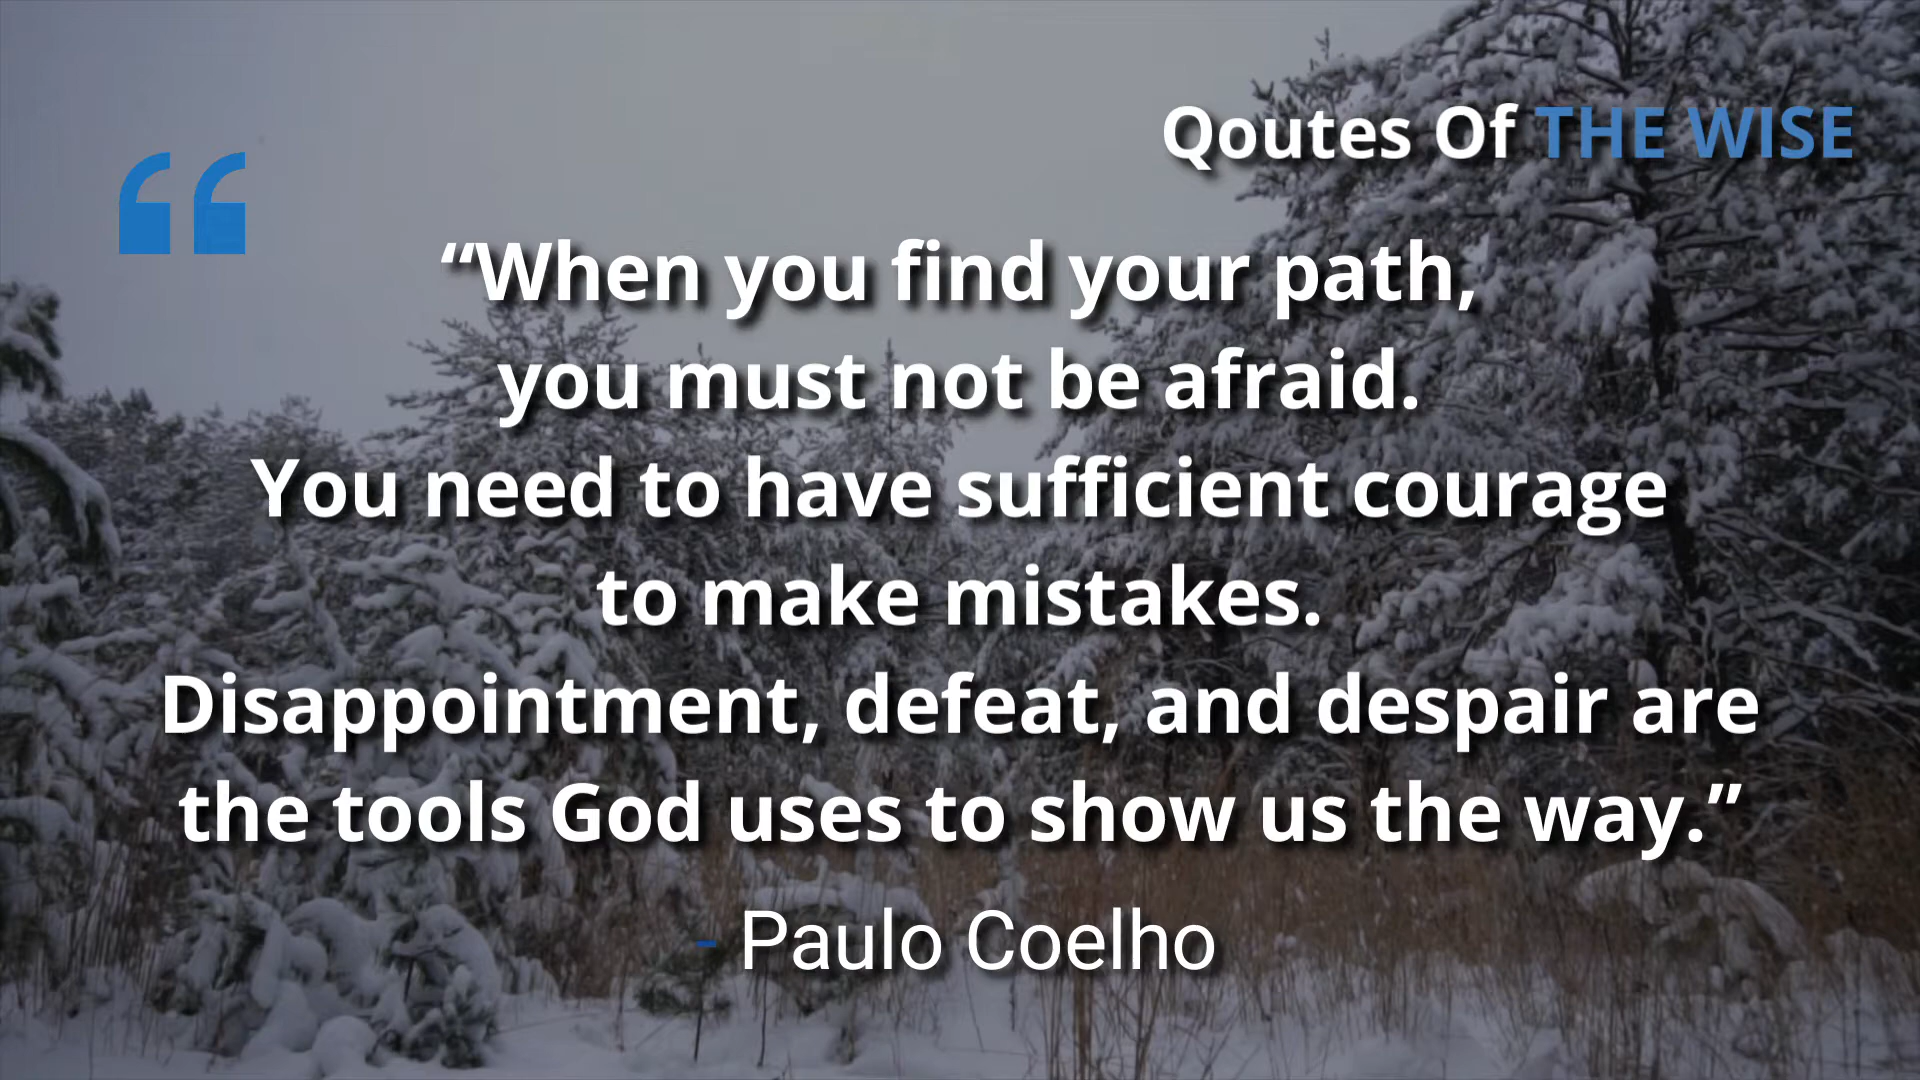 Qoutes Of THE WISE
“When you find your path,
you must not be afraid.
You need to have sufficient courage
to make mistakes.
Disappointment, defeat, and despair are
the tools God uses to show us the way.”
- Paulo Coelho